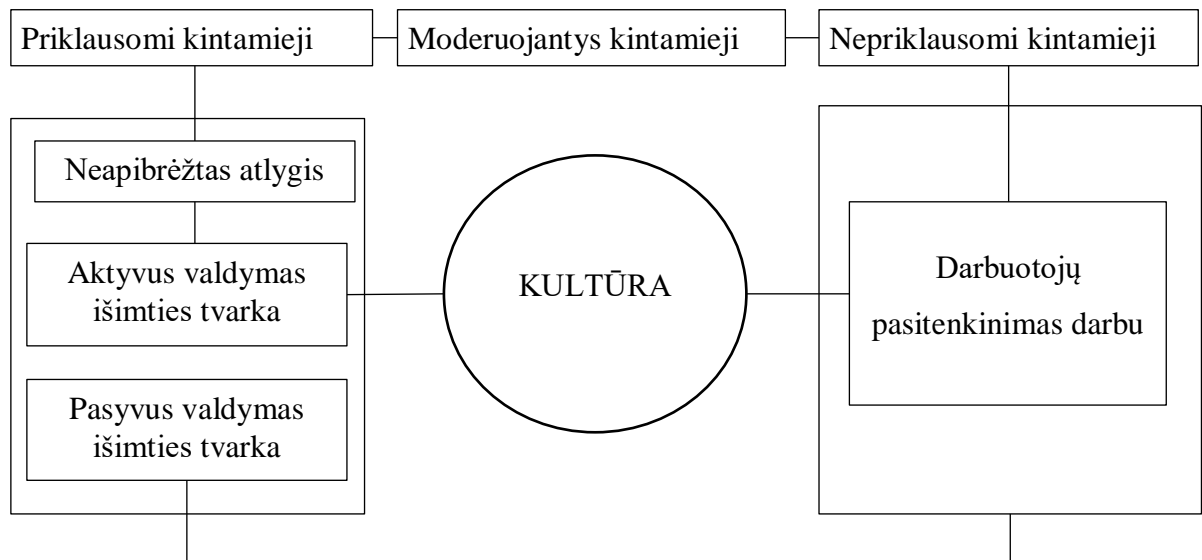 Priklausomi kintamieji
Moderuojantys kintamieji
Nepriklausomi kintamieji
Neapibrėžtas atlygis
Aktyvus valdymas
išimties tvarka
Pasyvus valdymas
išimties tvarka
KULTŪRA
Darbuotojų
pasitenkinimas darbu